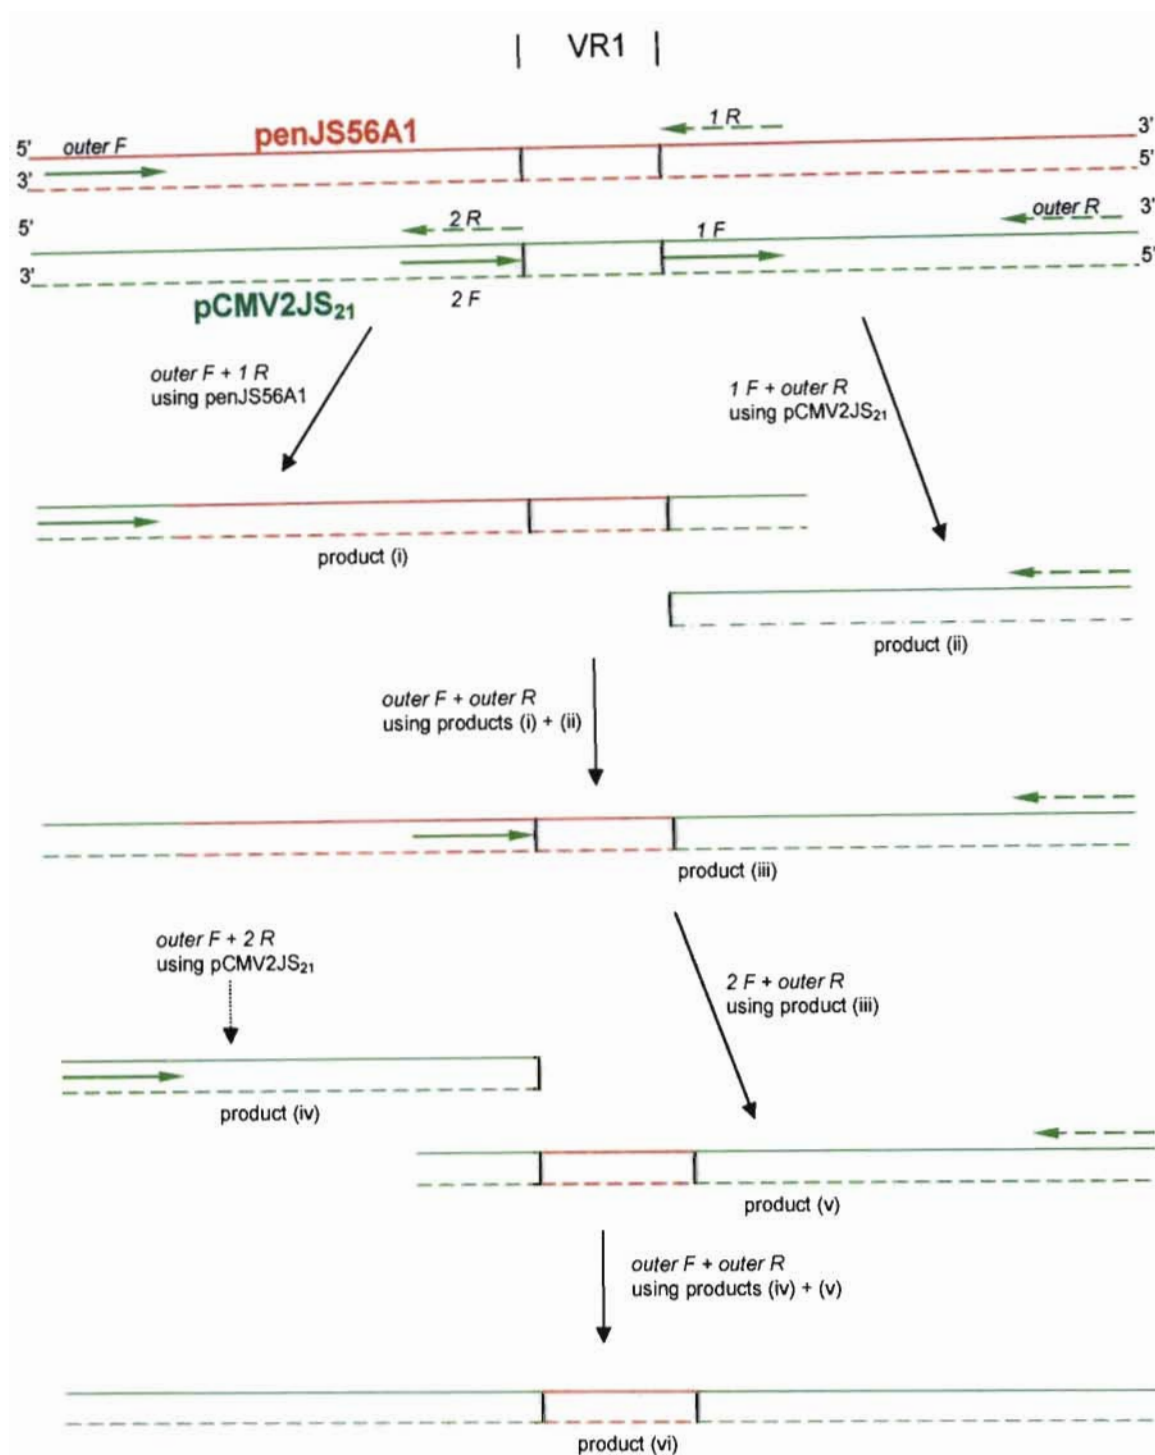 | VR1 |
1 R
penJS56A1
5' outer F 3'
3' 5'
2 R outer R 3'
5' 1 F
3' 5'
2 F
pCMV2JS21
outer F + 1 R
using penJS56A1
1 F + outer R
using pCMV2JS21
product (i)
product (ii)
outer F + outer R
using products (i) + (ii)
product (iii)
outer F + 2 R
using pCMV2JS21
2 F + outer R
using product (iii)
product (iv)
product (v)
outer F + outer R
using products (iv) + (v)
product (vi)